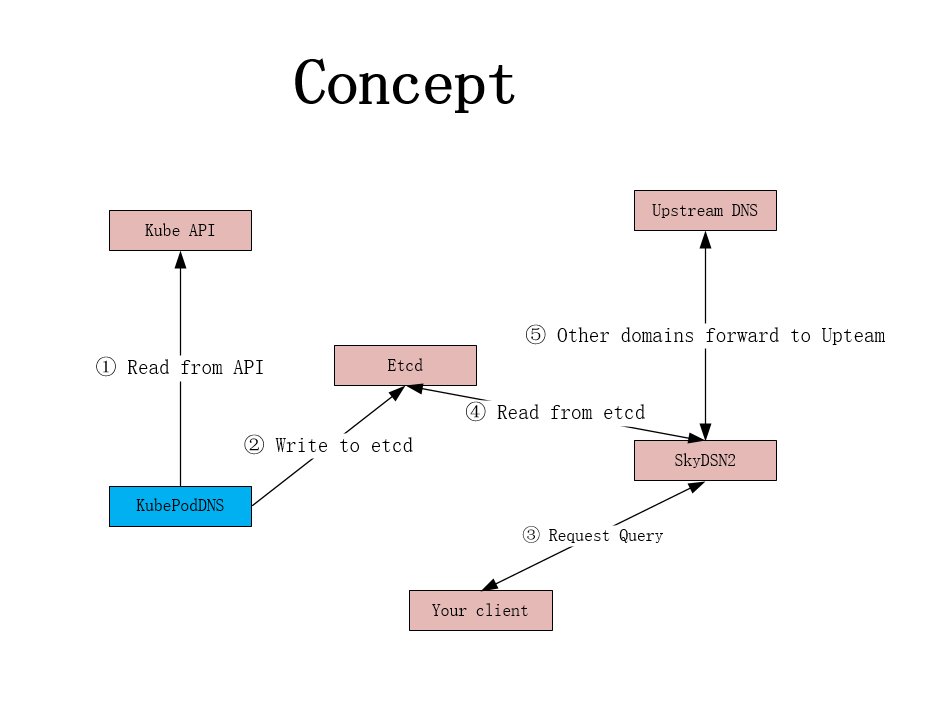 Concept
Upstream DNS
Kube API
⑤ Other domains forward to Upteam
① Read from API
Etcd
④ Read from etcd
② Write to etcd
SkyDSN2
KubePodDNS
③ Request Query
Your client